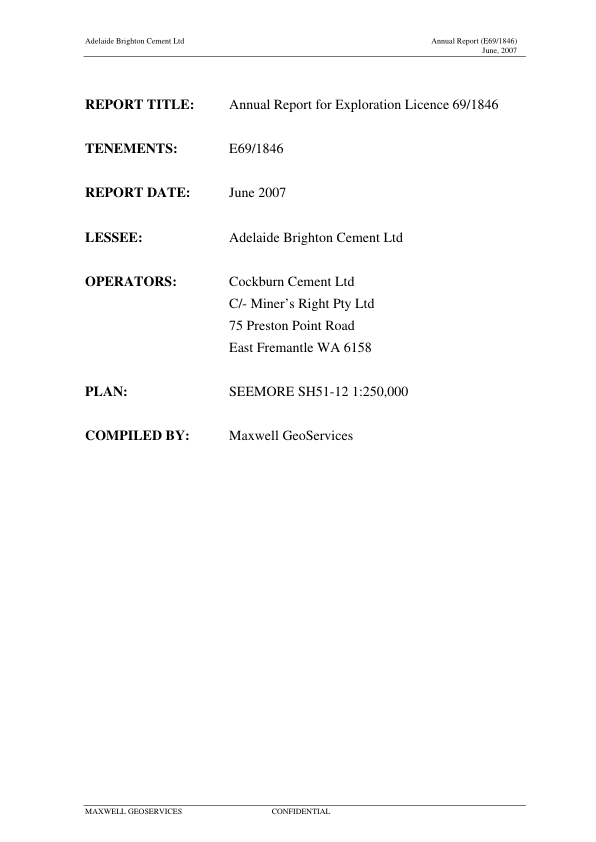 Adelaide Brighton Cement Ltd Annual Report (E69/1846)
June, 2007
REPORT TITLE: Annual Report for Exploration Licence 69/1846
TENEMENTS: E69/1846
REPORT DATE: June 2007
LESSEE: Adelaide Brighton Cement Ltd
OPERATORS: Cockburn Cement Ltd
C/- Miner’s Right Pty Ltd
75 Preston Point Road
East Fremantle WA 6158
PLAN: SEEMORE SH51-12 1:250,000
COMPILED BY: Maxwell GeoServices
MAXWELL GEOSERVICES CONFIDENTIAL